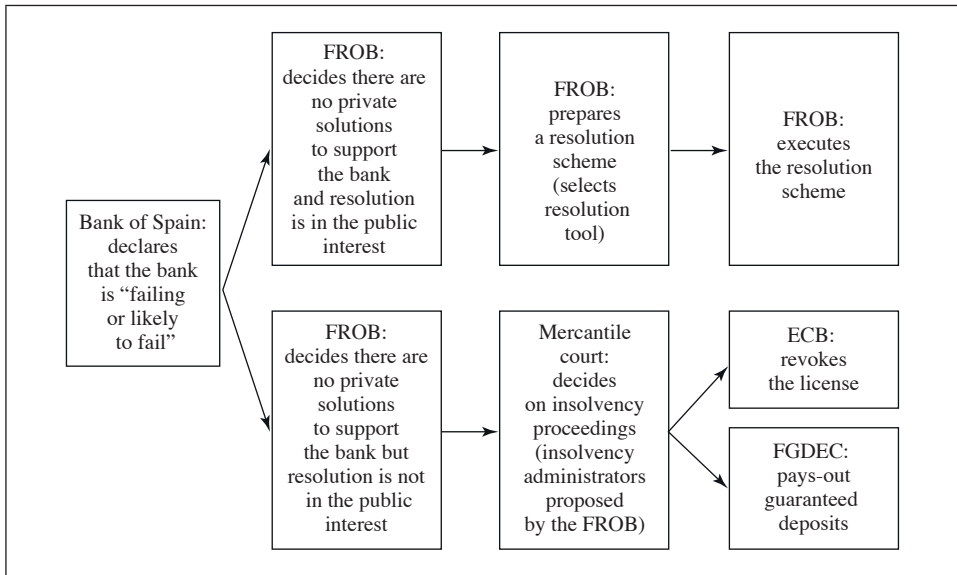 Bank of Spain:
declares
that the bank
is “failing
or likely
to fail”
FROB:
decides there are
no private
solutions
to support
the bank
and resolution
is in the public
interest
FROB:
prepares
a resolution
scheme
(selects
resolution
tool)
FROB:
executes
the resolution
scheme
FROB:
decides there are
no private
solutions
to support
the bank but
resolution is not
in the public
interest
Mercantile
court:
decides
on insolvency
proceedings
(insolvency
administrators
proposed
by the FROB)
ECB:
revokes
the license
FGDEC:
pays-out
guaranteed
deposits